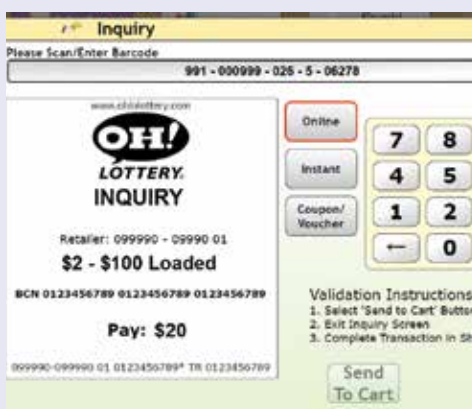 Inquiry
Please Scan/Enter Barcode
991 - 000999 - 025 - 5 - 06278
www.ohiolottery.com
OH!
LOTTERY.
INQUIRY
Retailer: 099990 - 09990 01
$2 - $100 Loaded
BCN 0123456789 0123456789 0123456789
Pay: $20
099990-099990 01 0123456789* TR 0123456789
Online
Instant
Coupon/
Voucher
7 8
4 5
1 2
← 0
Validation Instructions
1. Select 'Send to Cart' Button
2. Exit Inquiry Screen
3. Complete Transaction in Sh
Send
To Cart